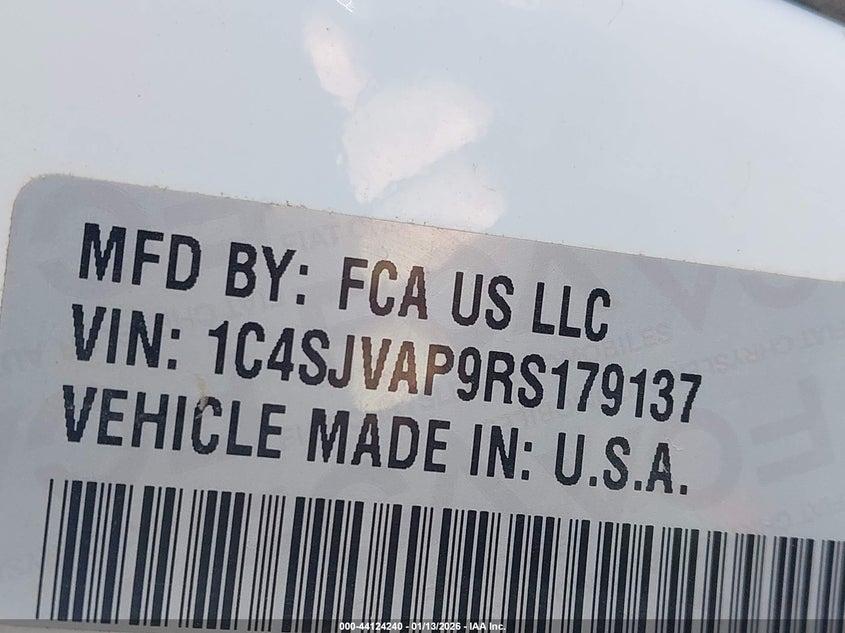 MFD BY: FCA US LLC
VIN: 1C4SJVAP9RS179137
VEHICLE MADE IN: U.S.A.
000-44124240 - 01/13/2026 - IAA Inc.